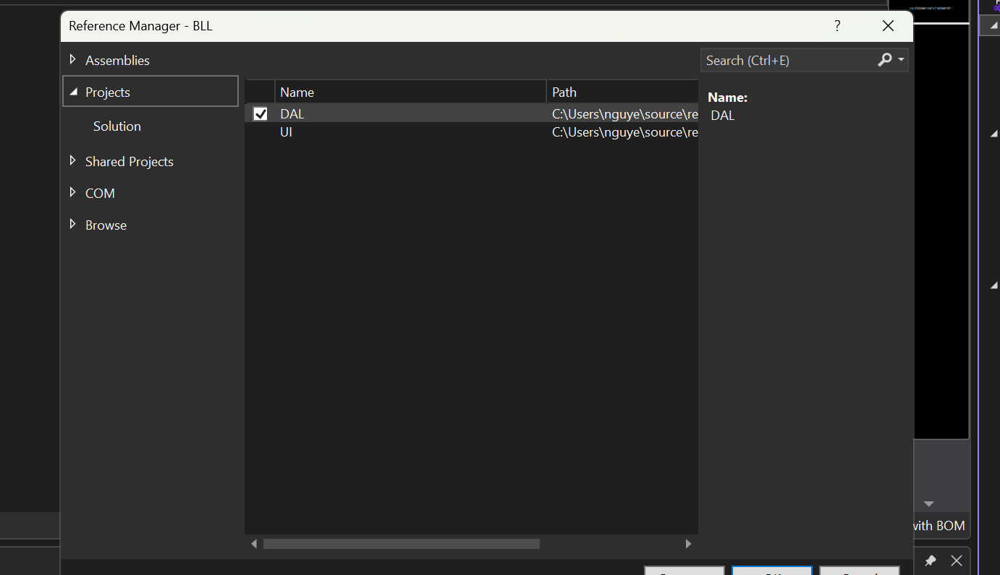 Reference Manager - BLL
?
Assemblies
Search (Ctrl+E)
Projects
Name
Path
Name:
DAL
C:\Users\nguye\source\re
DAL
Solution
UI
C:\Users\nguye\source\re
Shared Projects
COM
Browse
with BOM